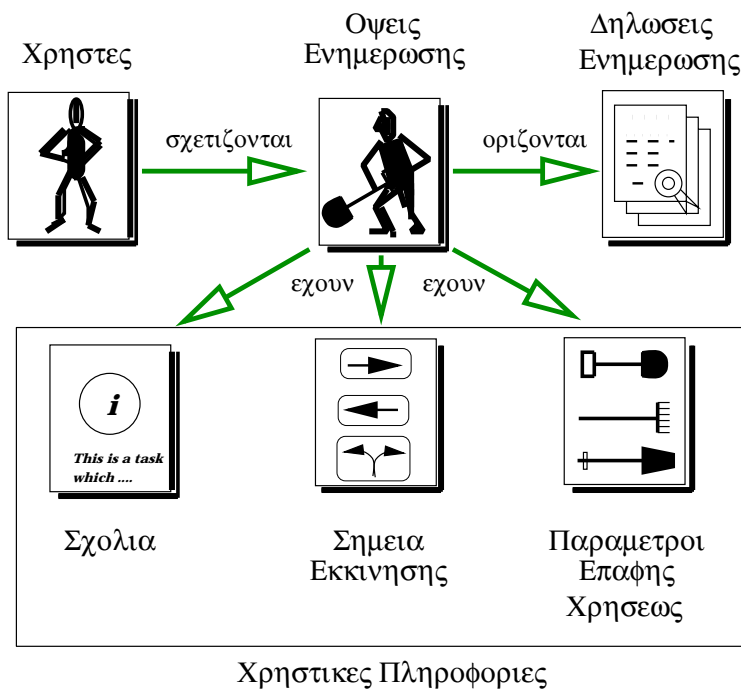 Χρηστες
Οψεις
Ενημερωσης
Δηλωσεις
Ενημερωσης
σχετιζονται
οριζονται
εχουν
εχουν
i
This is a task
which ....
Σχολια
Σημεια
Εκκινησης
Παραμετροι
Επαφης
Χρησεως
Χρηστικες Πληροφοριες